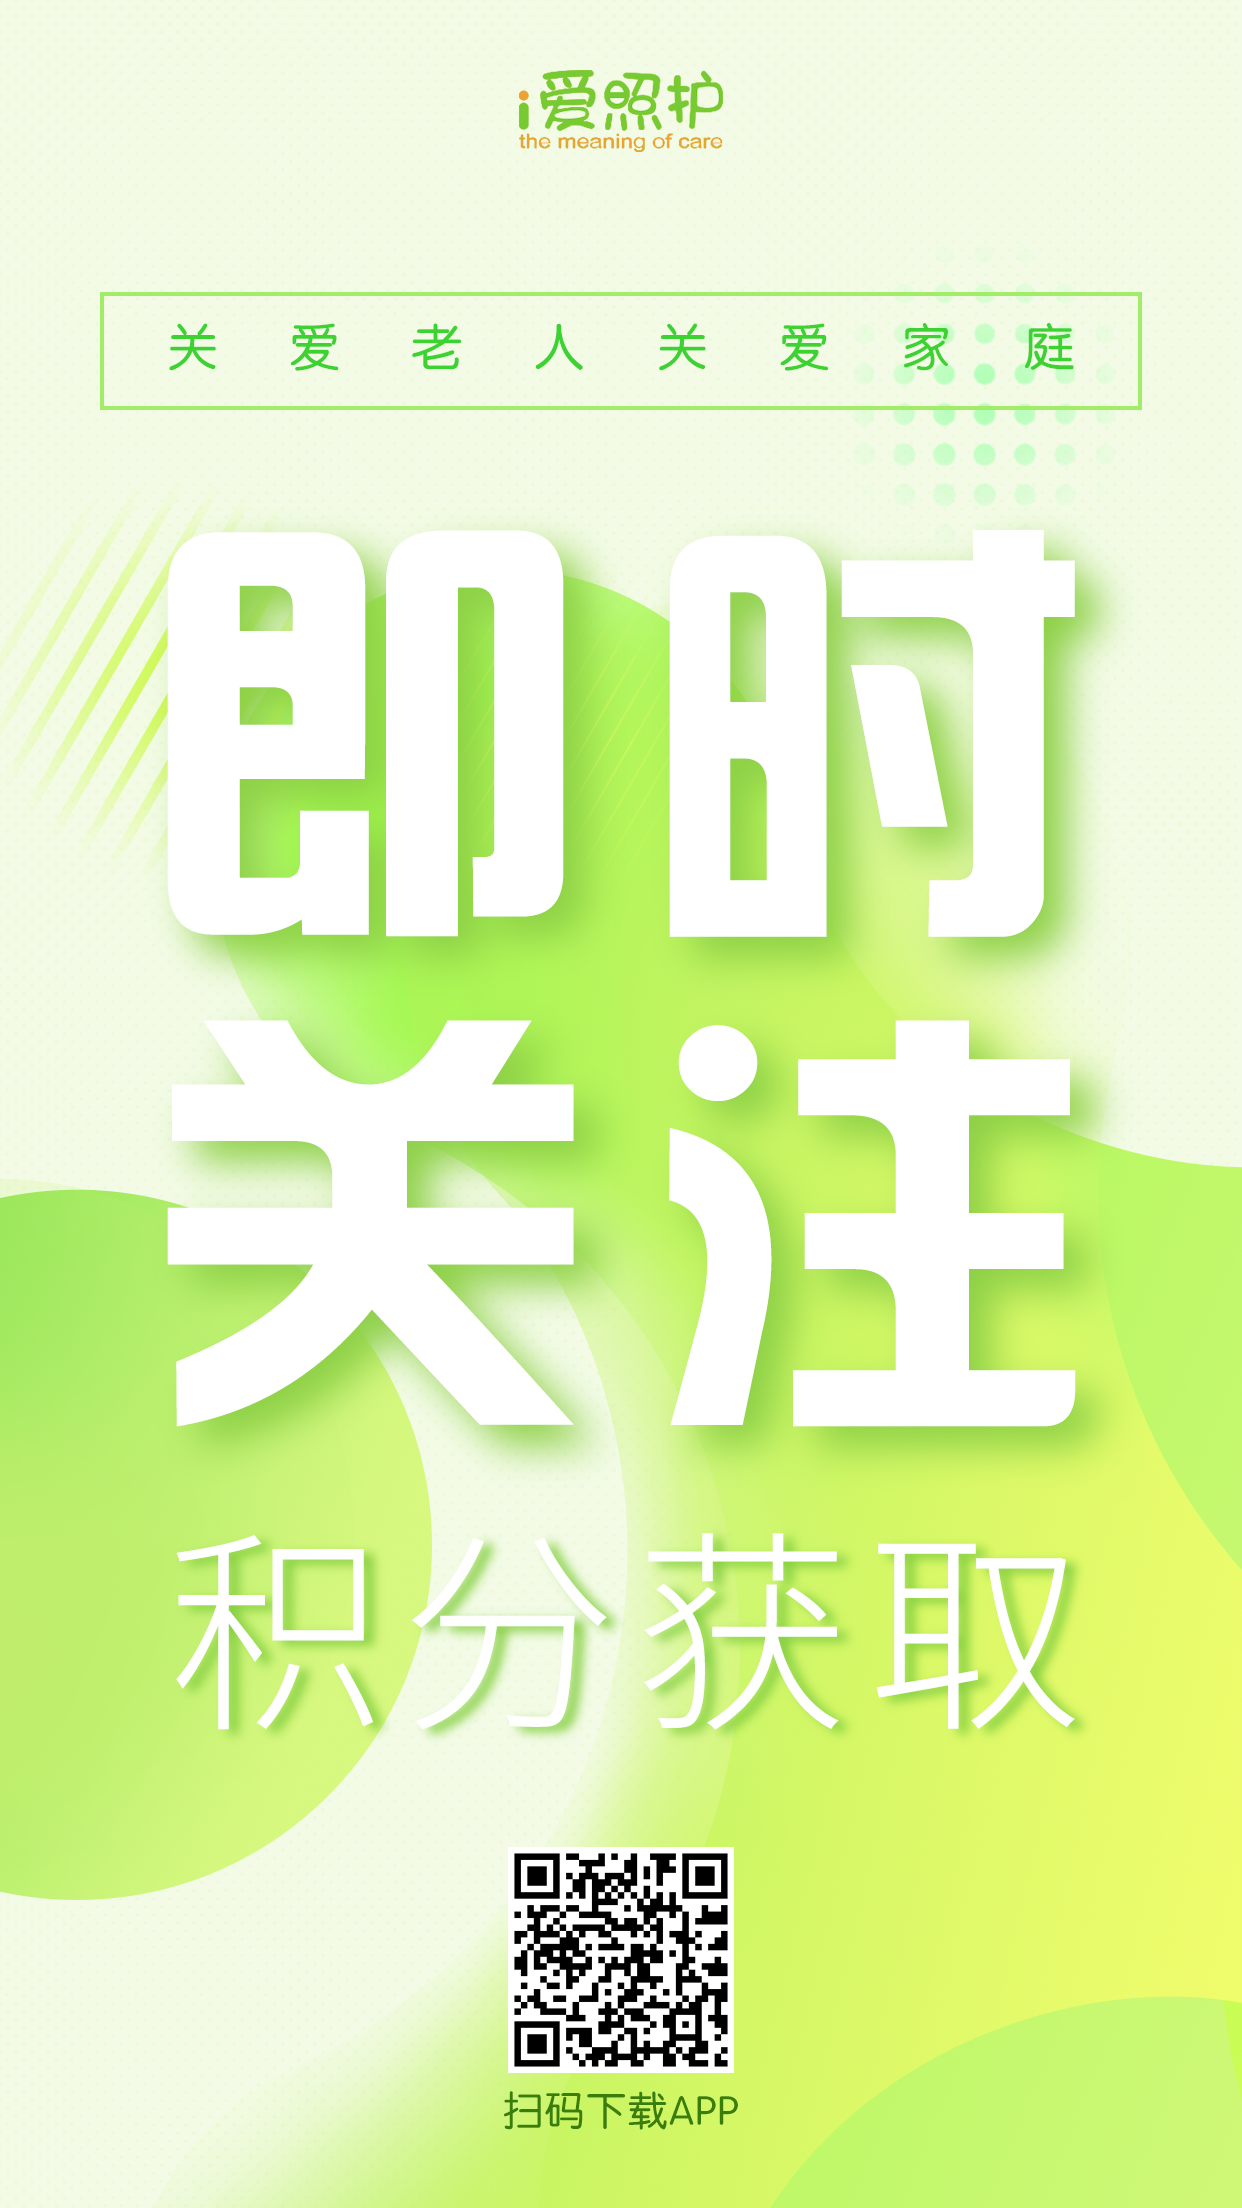 i爱照护
the meaning of care
关爱老人关爱家庭
即时
关注
积分获取
扫码下载APP